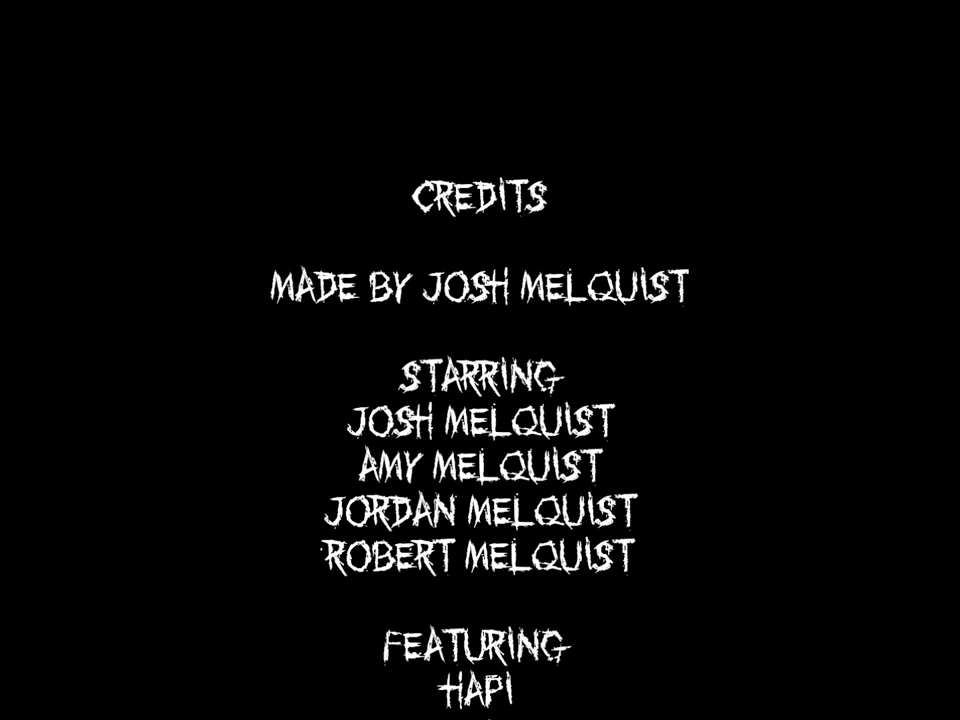 CREDITS
MADE BY JOSH MELQUIST
STARRING
JOSH MELQUIST
AMY MELQUIST
JORDAN MELQUIST
ROBERT MELQUIST
FEATURING
HAPI